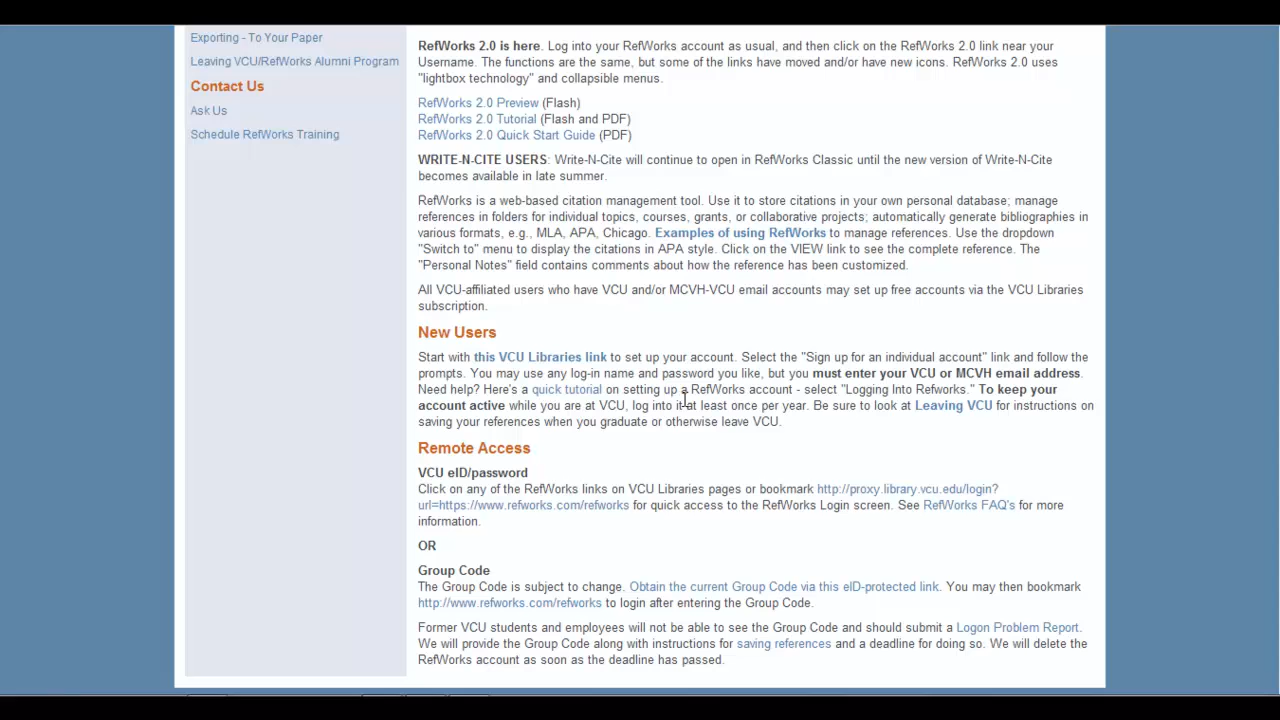 Exporting - To Your Paper
Leaving VCU/RefWorks Alumni Program
Contact Us
Ask Us
Schedule RefWorks Training
RefWorks 2.0 is here. Log into your RefWorks account as usual, and then click on the RefWorks 2.0 link near your
Username. The functions are the same, but some of the links have moved and/or have new icons. RefWorks 2.0 uses
"lightbox technology" and collapsible menus.
RefWorks 2.0 Preview (Flash)
RefWorks 2.0 Tutorial (Flash and PDF)
RefWorks 2.0 Quick Start Guide (PDF)
WRITE-N-CITE USERS: Write-N-Cite will continue to open in RefWorks Classic until the new version of Write-N-Cite
becomes available in late summer.
RefWorks is a web-based citation management tool. Use it to store citations in your own personal database; manage
references in folders for individual topics, courses, grants, or collaborative projects; automatically generate bibliographies in
various formats, e.g., MLA, APA, Chicago. Examples of using RefWorks to manage references. Use the dropdown
"Switch to" menu to display the citations in APA style. Click on the VIEW link to see the complete reference. The
"Personal Notes" field contains comments about how the reference has been customized.
All VCU-affiliated users who have VCU and/or MCVH-VCU email accounts may set up free accounts via the VCU Libraries
subscription.
New Users
Start with this VCU Libraries link to set up your account. Select the "Sign up for an individual account" link and follow the
prompts. You may use any log-in name and password you like, but you must enter your VCU or MCVH email address.
Need help? Here's a quick tutorial on setting up a RefWorks account - select "Logging Into Refworks." To keep your
account active while you are at VCU, log into it at least once per year. Be sure to look at Leaving VCU for instructions on
saving your references when you graduate or otherwise leave VCU.
Remote Access
VCU eID/password
Click on any of the RefWorks links on VCU Libraries pages or bookmark http://proxy.library.vcu.edu/login?
url=https://www.refworks.com/refworks for quick access to the RefWorks Login screen. See RefWorks FAQ's for more
information.
OR
Group Code
The Group Code is subject to change. Obtain the current Group Code via this eID-protected link. You may then bookmark
http://www.refworks.com/refworks to login after entering the Group Code.
Former VCU students and employees will not be able to see the Group Code and should submit a Logon Problem Report.
We will provide the Group Code along with instructions for saving references and a deadline for doing so. We will delete the
RefWorks account as soon as the deadline has passed.